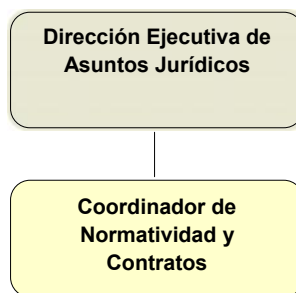 Dirección Ejecutiva de
Asuntos Jurídicos
Coordinador de
Normatividad y
Contratos